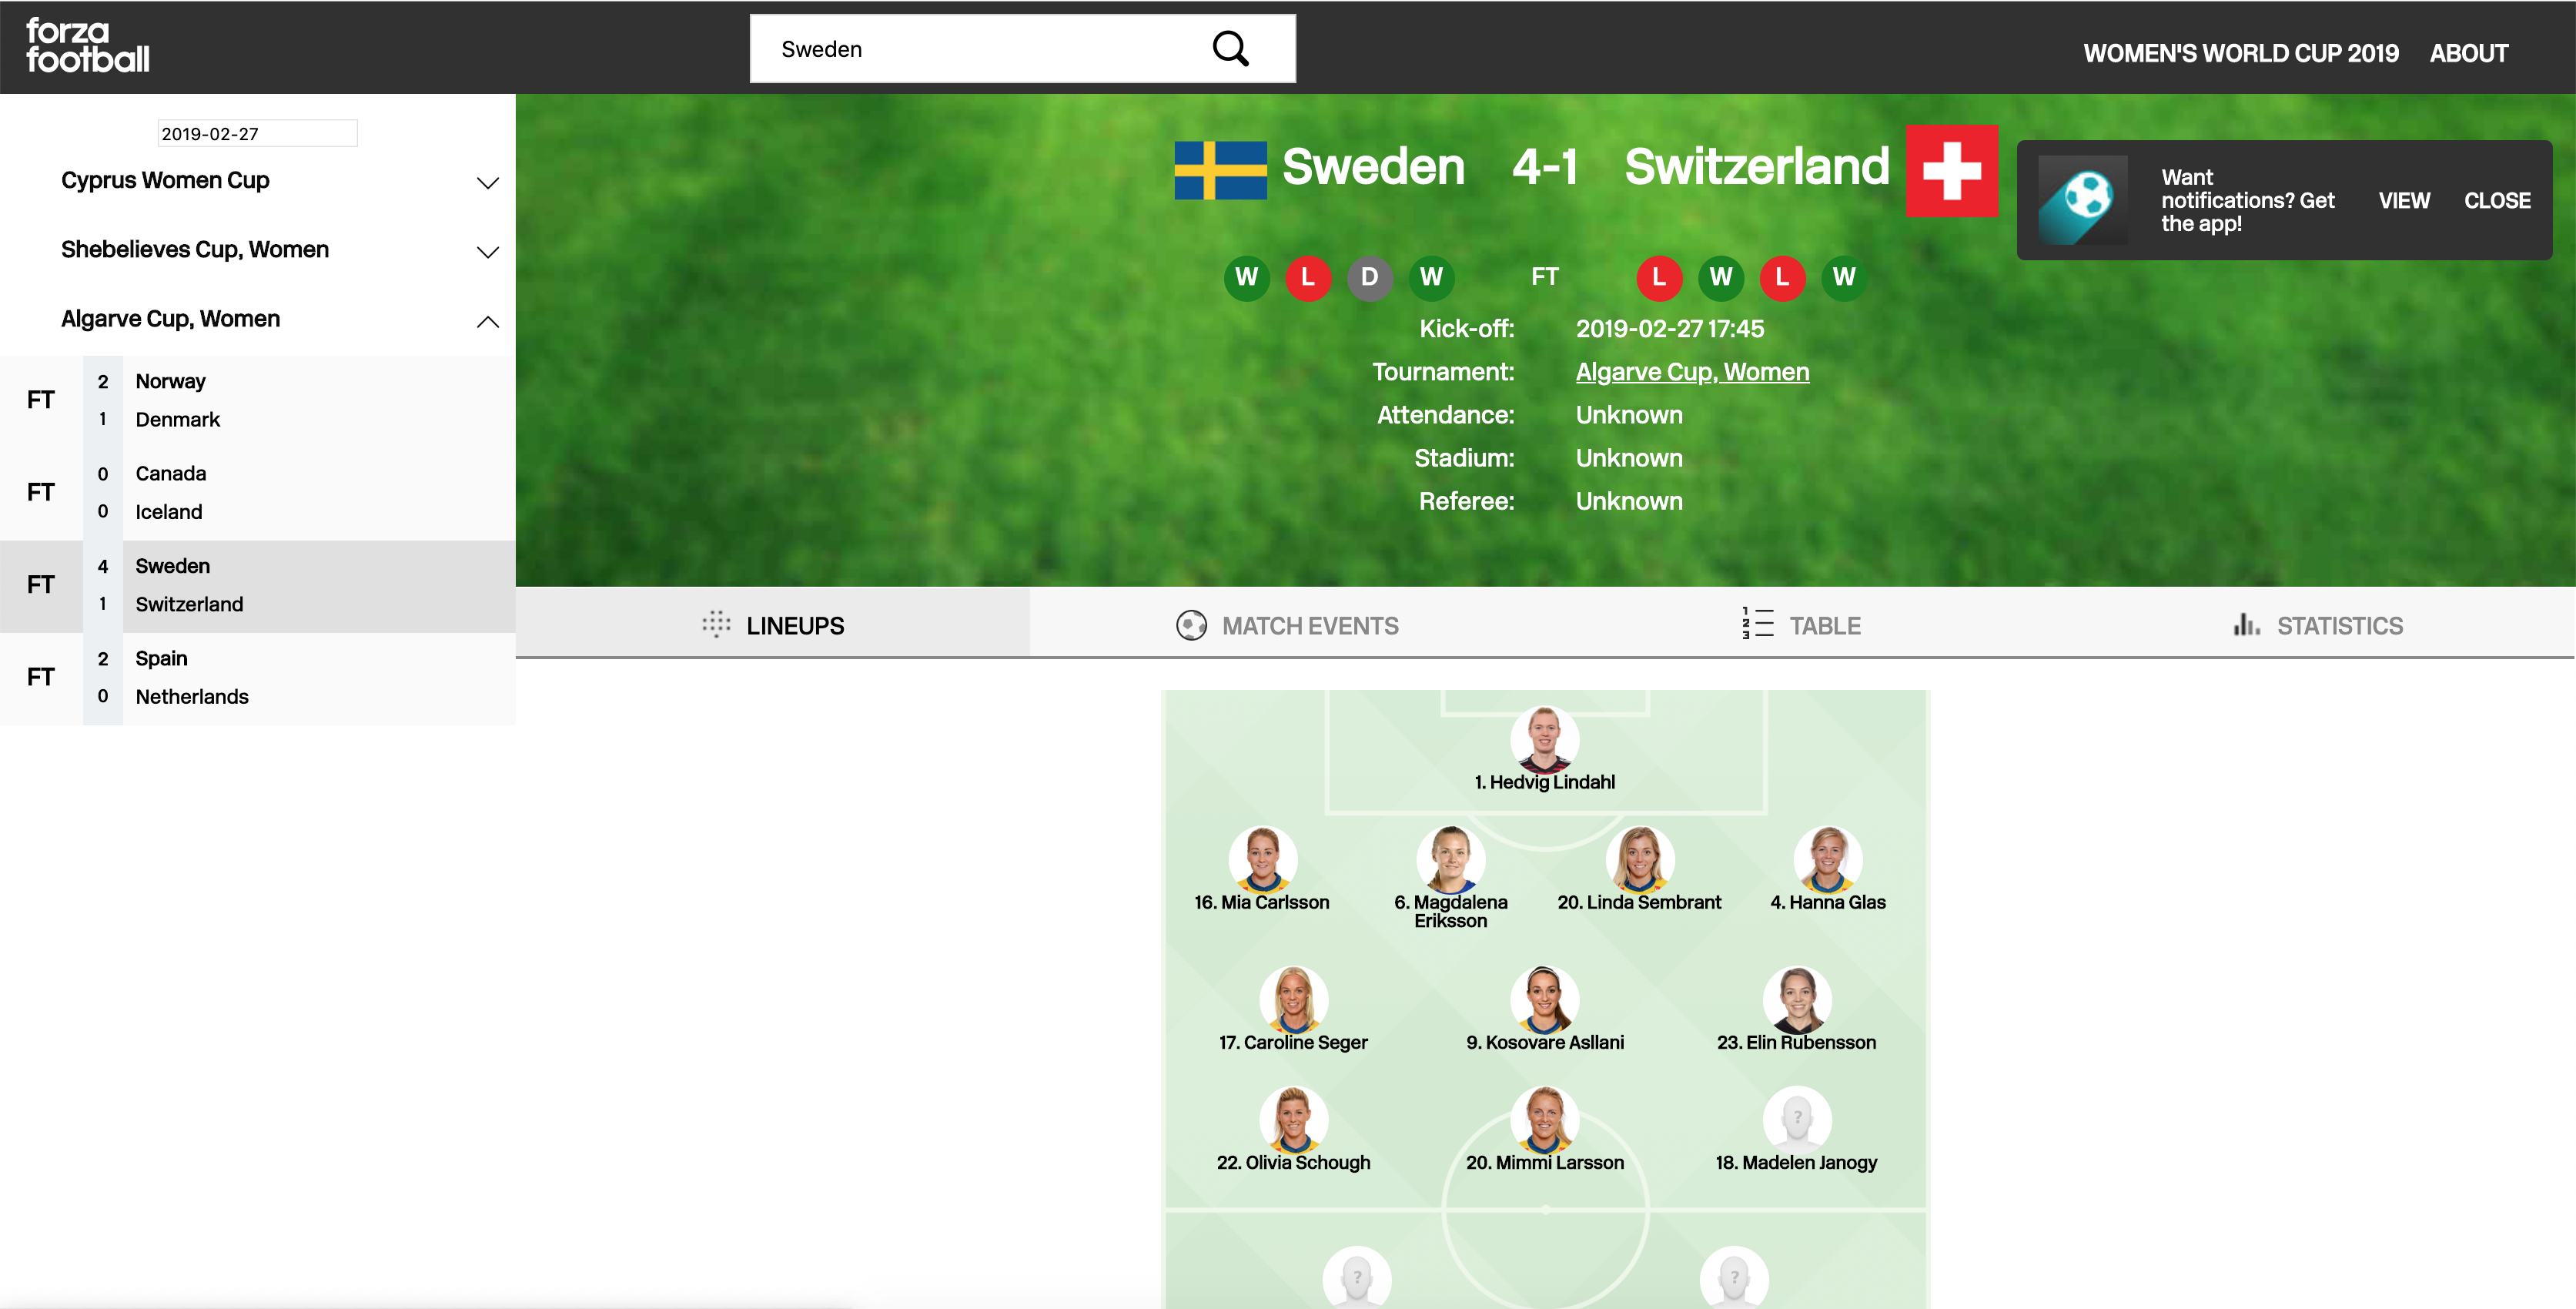 forza
football
Sweden
WOMEN'S WORLD CUP 2019 ABOUT
2019-02-27
Cyprus Women Cup
Shebelieves Cup, Women
Algarve Cup, Women
FT
2 Norway
1 Denmark
FT
0 Canada
0 Iceland
FT
4 Sweden
1 Switzerland
FT
2 Spain
0 Netherlands
Sweden 4-1 Switzerland
Want
notifications? Get
the app!
VIEW CLOSE
W L D W FT L W L W
Kick-off: 2019-02-27 17:45
Tournament: Algarve Cup, Women
Attendance: Unknown
Stadium: Unknown
Referee: Unknown
LINEUPS
MATCH EVENTS
1
2
3
TABLE
STATISTICS
1. Hedvig Lindahl
16. Mia Carlsson
6. Magdalena
Eriksson
20. Linda Sembrant
4. Hanna Glas
17. Caroline Seger
9. Kosovare Asllani
23. Elin Rubensson
?
22. Olivia Schough
20. Mimmi Larsson
18. Madelen Janogy
? ?